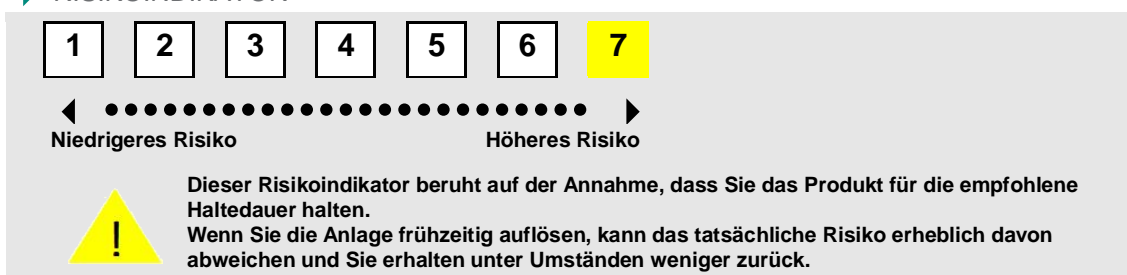 RISIKOINDIKATOR
1 2 3 4 5 6 7
Niedrigeres Risiko Höheres Risiko
!
Dieser Risikoindikator beruht auf der Annahme, dass Sie das Produkt für die empfohlene
Haltedauer halten.
Wenn Sie die Anlage frühzeitig auflösen, kann das tatsächliche Risiko erheblich davon
abweichen und Sie erhalten unter Umständen weniger zurück.